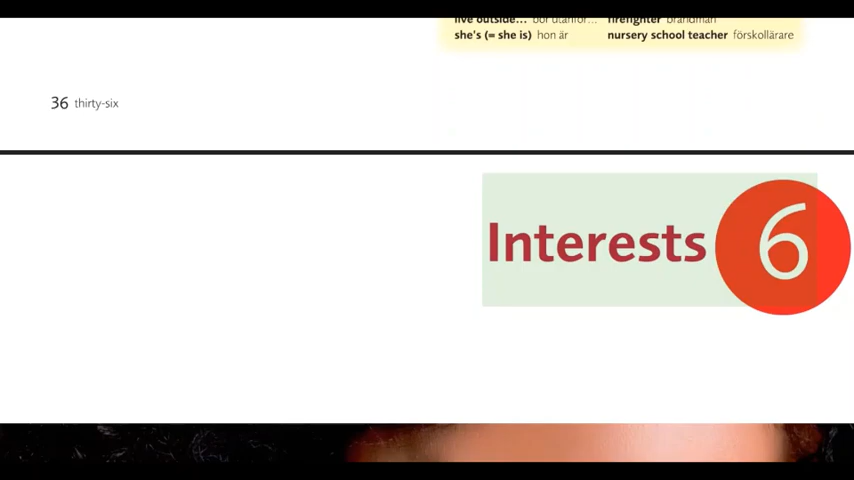 live outside... bor utanför... firefighter brandman
she's (= she is) hon är nursery school teacher förskollärare
36 thirty-six
Interests 6